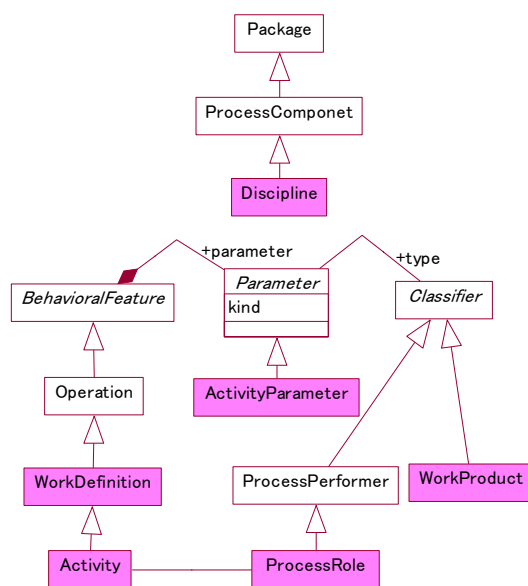 Package
ProcessComponet
Discipline
+parameter
+type
Parameter
kind
BehavioralFeature
Classifier
Operation
ActivityParameter
WorkDefinition
ProcessPerformer
WorkProduct
Activity
ProcessRole